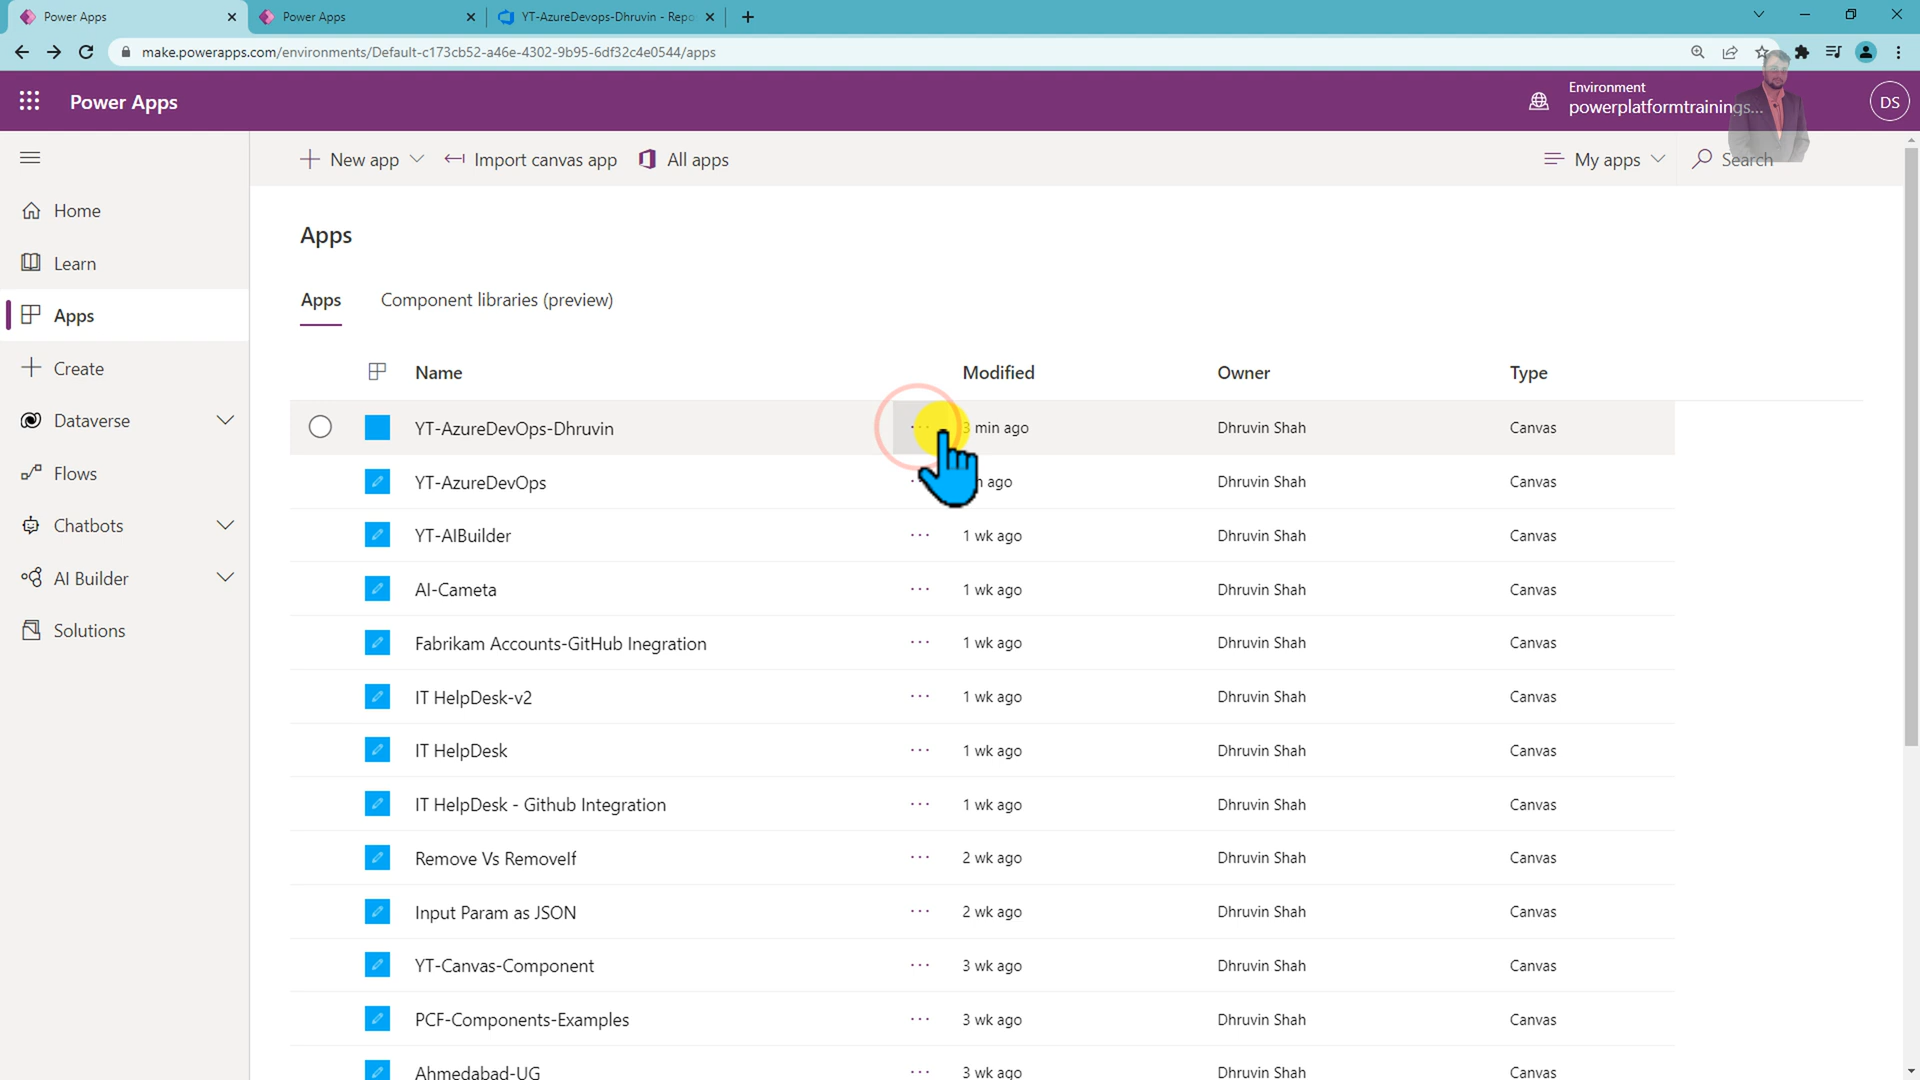 Power Apps
Power Apps
YT-AzureDevops-Dhruvin - Repo
make.powerapps.com/environments/Default-c173cb52-a46e-4302-9b95-6df32c4e0544/apps
Power Apps
Environment
powerplatformtrainings...
DS
New app
Import canvas app
All apps
My apps
Search
Home
Learn
Apps
Create
Dataverse
Flows
Chatbots
AI Builder
Solutions
Apps
Apps
Component libraries (preview)
Name Modified Owner Type
YT-AzureDevOps-Dhruvin ... 3 min ago Dhruvin Shah Canvas
YT-AzureDevOps ago Dhruvin Shah Canvas
YT-AIBuilder ... 1 wk ago Dhruvin Shah Canvas
AI-Cameta ... 1 wk ago Dhruvin Shah Canvas
Fabrikam Accounts-GitHub Inegration ... 1 wk ago Dhruvin Shah Canvas
IT HelpDesk-v2 ... 1 wk ago Dhruvin Shah Canvas
IT HelpDesk ... 1 wk ago Dhruvin Shah Canvas
IT HelpDesk - Github Integration ... 1 wk ago Dhruvin Shah Canvas
Remove Vs RemoveIf ... 2 wk ago Dhruvin Shah Canvas
Input Param as JSON ... 2 wk ago Dhruvin Shah Canvas
YT-Canvas-Component ... 3 wk ago Dhruvin Shah Canvas
PCF-Components-Examples ... 3 wk ago Dhruvin Shah Canvas
Ahmedabad-UG ... 3 wk ago Dhruvin Shah Canvas